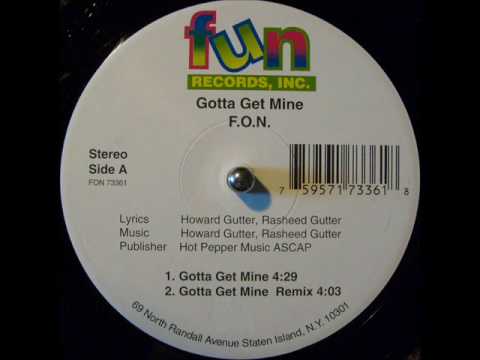 fun
RECORDS, INC.
Gotta Get Mine
F.O.N.
Stereo
Side A
FON 73361
7 59571 73361 8
Lyrics Howard Gutter, Rasheed Gutter
Music Howard Gutter, Rasheed Gutter
Publisher Hot Pepper Music ASCAP
1. Gotta Get Mine 4:29
2. Gotta Get Mine Remix 4:03
69 North Randall Avenue Staten Island, N.Y. 10301